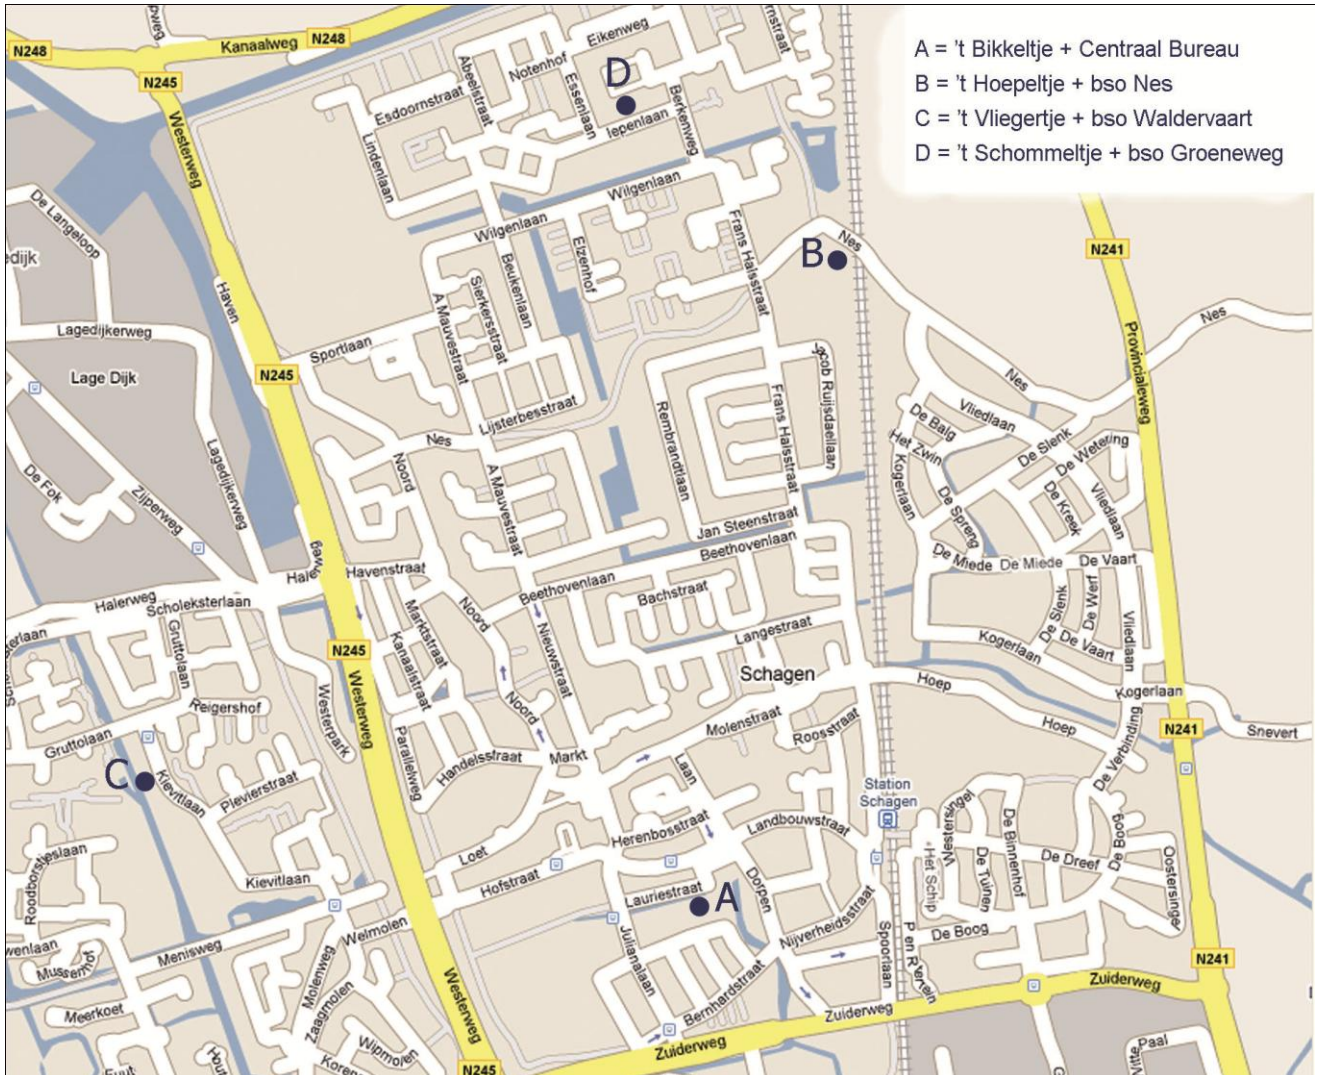 A = 't Bikkeltje + Centraal Bureau
B = 't Hoepeltje + bso Nes
C = 't Vliegertje + bso Waldervaart
D = 't Schommeltje + bso Groeneweg
N248
Kanaalweg
N248
N245
Westerweg
Eikenweg
Notenhof
Abeelstraat
Esdoornstraat
Essenlaan
D
Iepenlaan
Berkenweg
Lindenlaan
Wilgenlaan
Wilgenlaan
De Langeloop
Elzenhof
Beukenlaan
Frans Halsstraat
B
Nes
N241
Haven
Sierkersstraat
A Mauvestraat
Lagedijkerweg
Sportlaan
Nes
Provincialeweg
Lage Dijk
N245
Rembrandtlaan
Frans Halsstraat
Nes
Lijsterbesstraat
Nes
Vliedlaan
De Balg
Het Zwin
De Slenk
De Wetering
Noord
A Mauvestraat
Kogerlaan
De Spreng
De Kreek
Vliedlaan
De Fok
Zijperweg
Lagedijkerweg
Jan Steenstraat
Beethovenlaan
Havenstraat
Beethovenlaan
De Miede
De Miede
De Vaart
Halerweg
Scholeksterlaan
Gruttolaan
Bachstraat
Marktstraat
Noord
Nieuwstraat
Langestraat
De Slenk
De Werf
Vliedlaan
Kogerlaan
De Vaart
N245
Kanaalstraat
Schagen
Hoep
Kogerlaan
Westerweg
Westerpark
Reigershof
Noord
Molenstraat
Roosstraat
Hoep
N241
Snevert
Gruttolaan
Parallelweg
Handelsstraat
Markt
Laan
De Verbinding
C
Kievitlaan
Plevierstraat
Station
Schagen
Herenbosstraat
Landbouwstraat
Westersingel
Het Schip
De Tuinen
De Binnenhof
De Dreef
De Boog
Loet
Hofstraat
Kievitlaan
Lauriestraat
A
Dorpen
Nijverheidsstraat
Spoorlaan
De Boog
Welmolen
Menisweg
Mussenhof
Julianalaan
Bernhardstraat
Molenweg
Zaagmolen
Meerkoet
Westerweg
Wipmolen
Zuiderweg
Zuiderweg
Zuiderweg
N241
N245
Paal